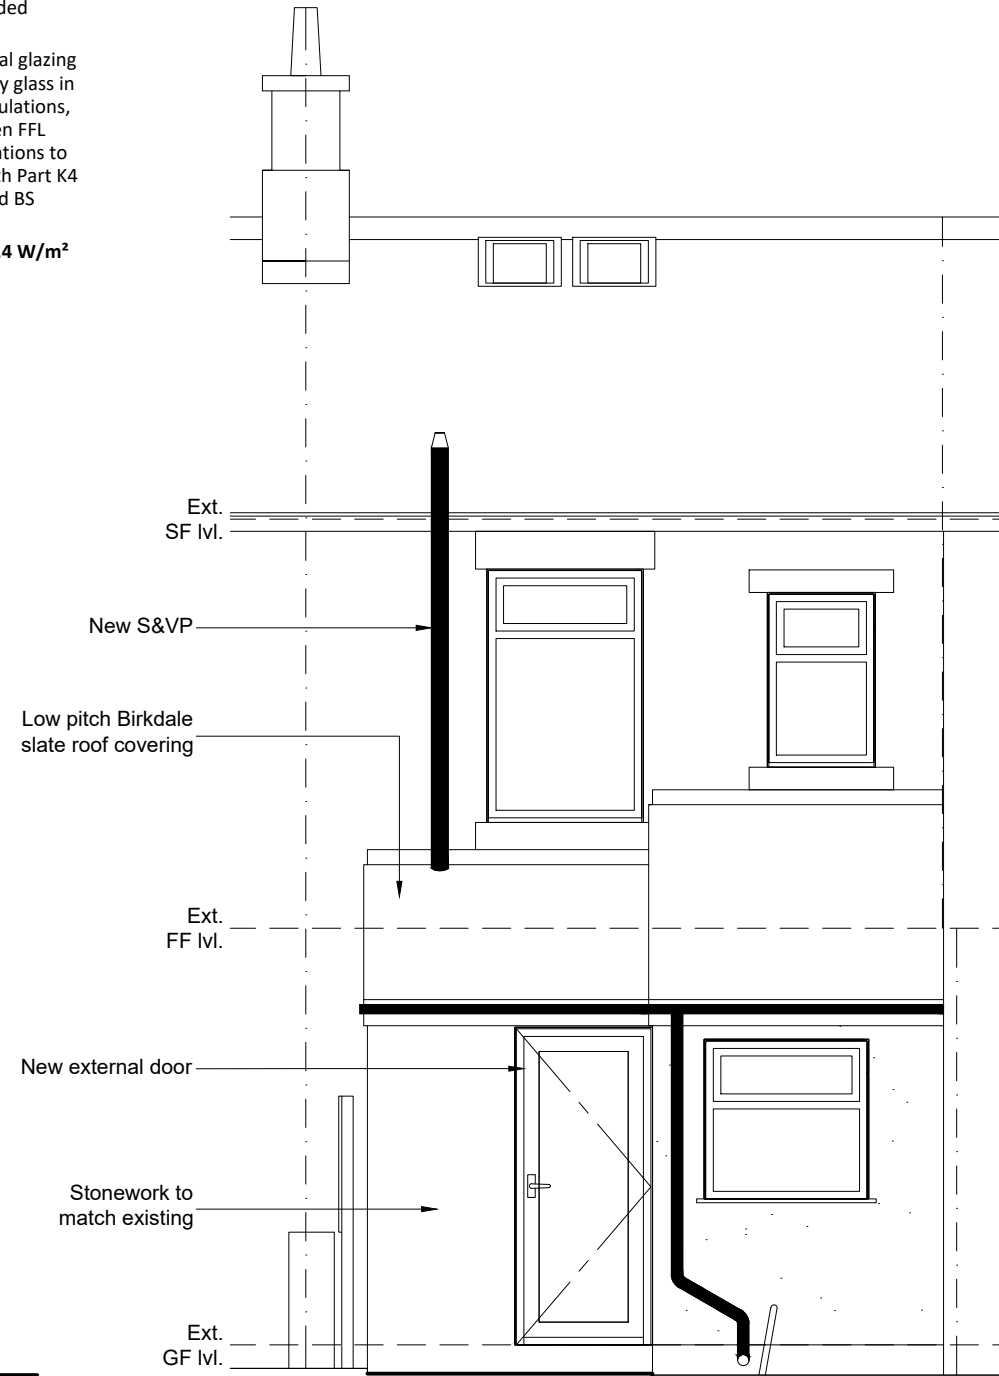 ded
al glazing
y glass in
ulations,
en FFL
ations to
th Part K4
d BS
.4 W/m²
Ext.
SF lvl.
New S&VP
Low pitch Birkdale
slate roof covering
Ext.
FF lvl.
New external door
Stonework to
match existing
Ext.
GF lvl.